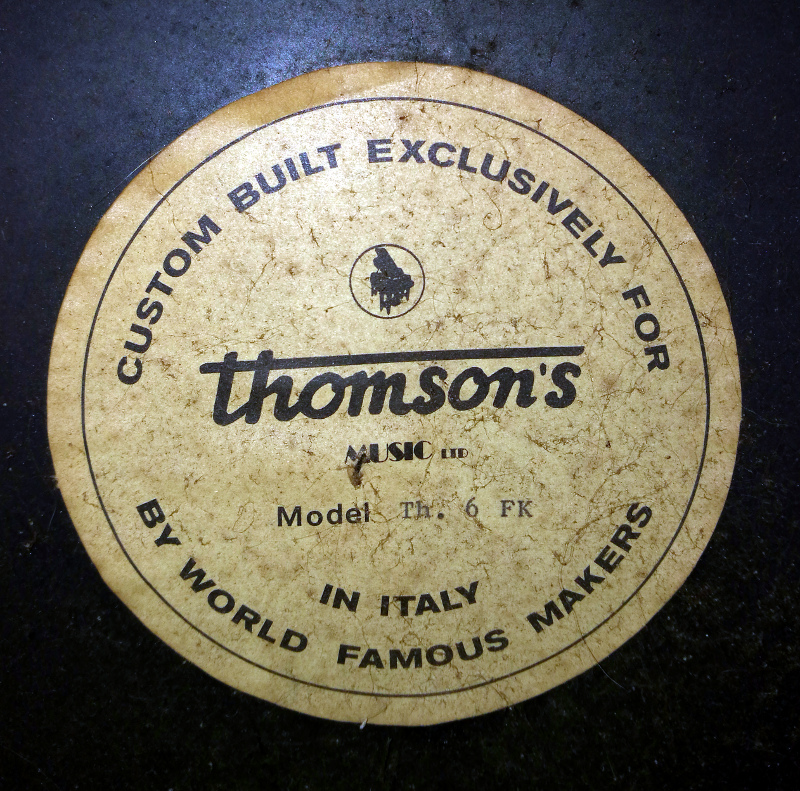 CUSTOM BUILT EXCLUSIVELY FOR
thomson's
MUSIC LTD
Model Th. 6 FK
IN ITALY
BY WORLD FAMOUS MAKERS